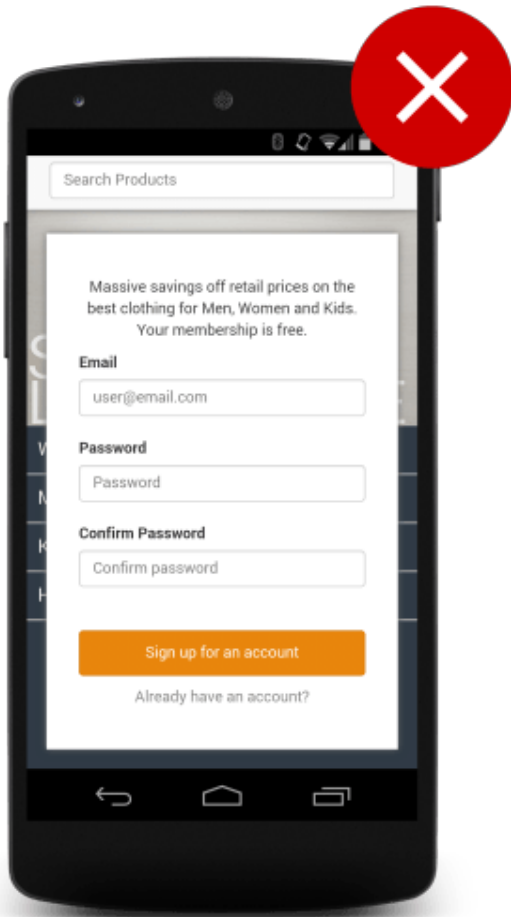 Search Products
Massive savings off retail prices on the
best clothing for Men, Women and Kids.
Your membership is free.
Email
user@email.com
Password
Password
Confirm Password
Confirm password
Sign up for an account
Already have an account?